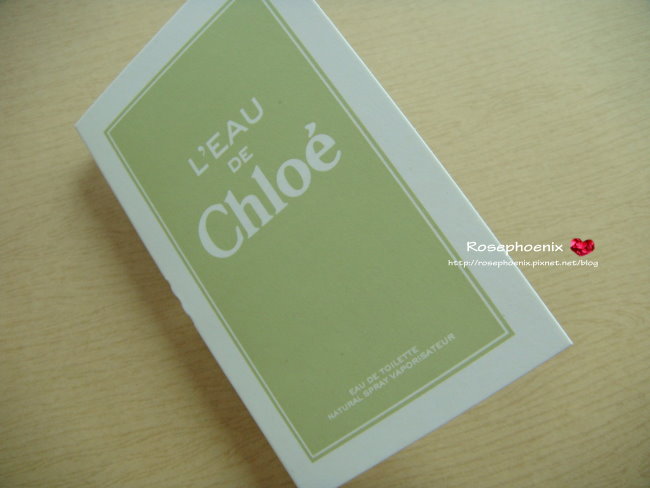 L'EAU
DE
Chloé
EAU DE TOILETTE
NATURAL SPRAY VAPORISATEUR
Rosephoenix
http://rosephoenix.pixnet.net/blog